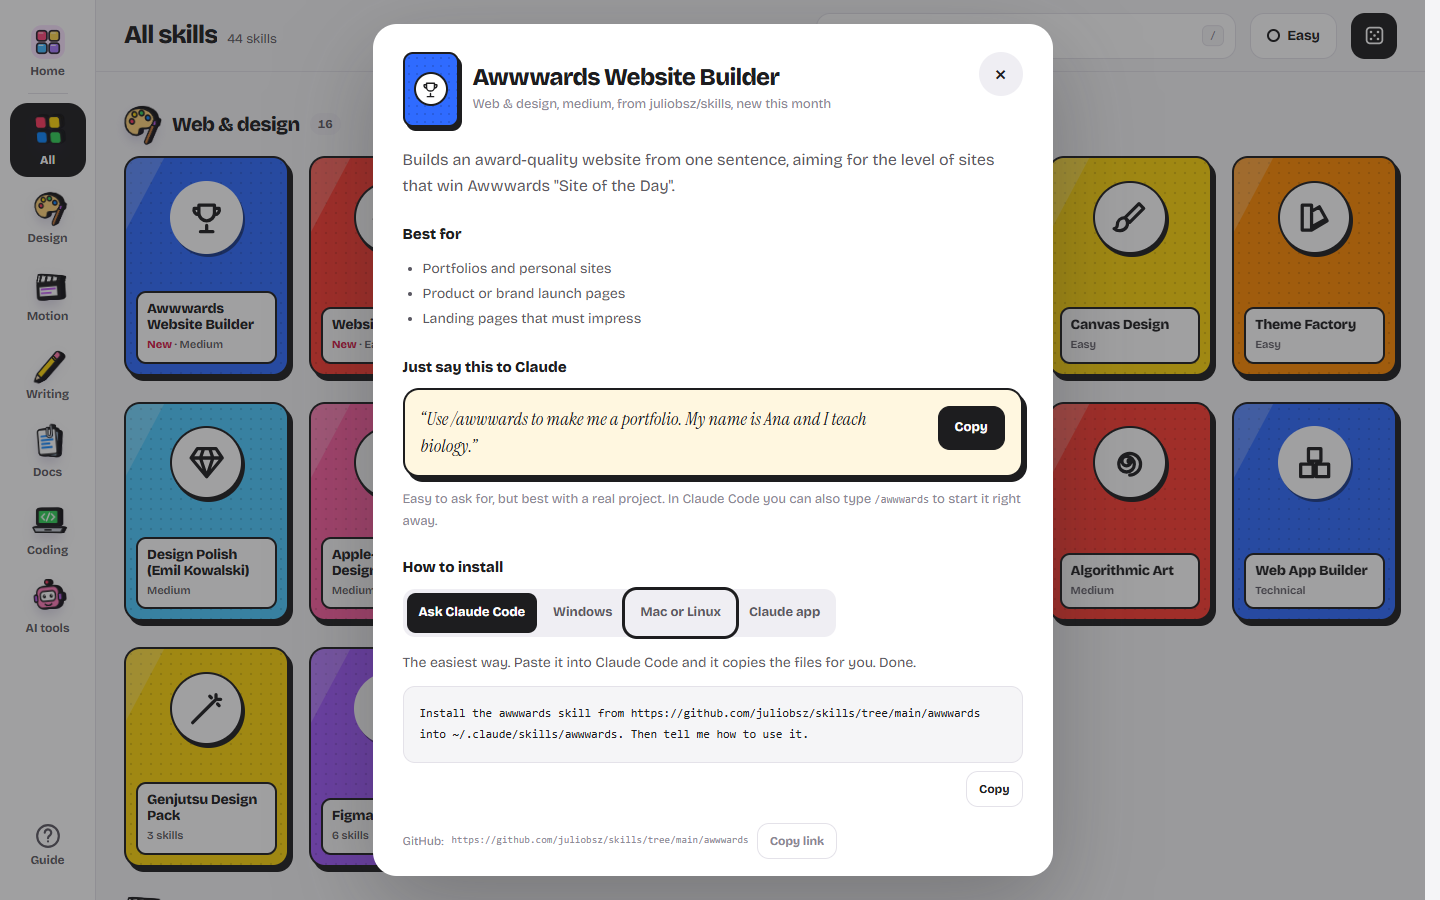 Home
All
Design
Motion
Writing
Docs
Coding
AI tools
Guide
All skills 44 skills
/
Easy
Web & design 16
Awwwards
Website Builder
New · Medium
New
Canvas Design
Easy
Theme Factory
Easy
Design Polish
(Emil Kowalski)
Medium
Algorithmic Art
Medium
Web App Builder
Technical
Genjutsu Design
Pack
3 skills
6 skills
Awwwards Website Builder
Web & design, medium, from juliobsz/skills, new this month
Builds an award-quality website from one sentence, aiming for the level of sites
that win Awwwards "Site of the Day".
Best for
• Portfolios and personal sites
• Product or brand launch pages
• Landing pages that must impress
Just say this to Claude
“Use /awwwards to make me a portfolio. My name is Ana and I teach
biology.”
Copy
Easy to ask for, but best with a real project. In Claude Code you can also type /awwwards to start it right
away.
How to install
Ask Claude Code Windows Mac or Linux Claude app
The easiest way. Paste it into Claude Code and it copies the files for you. Done.
Install the awwwards skill from https://github.com/juliobsz/skills/tree/main/awwwards
into ~/.claude/skills/awwwards. Then tell me how to use it.
Copy
GitHub: https://github.com/juliobsz/skills/tree/main/awwwards Copy link